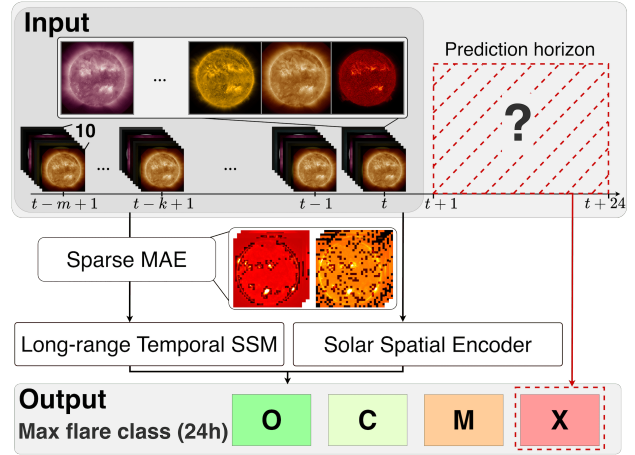 Input
Prediction horizon
...
?
10
...
...
t − m + 1
t − k + 1
t − 1
t
t + 1
t + 24
Sparse MAE
Long-range Temporal SSM
Solar Spatial Encoder
Output
Max flare class (24h)
O
C
M
X